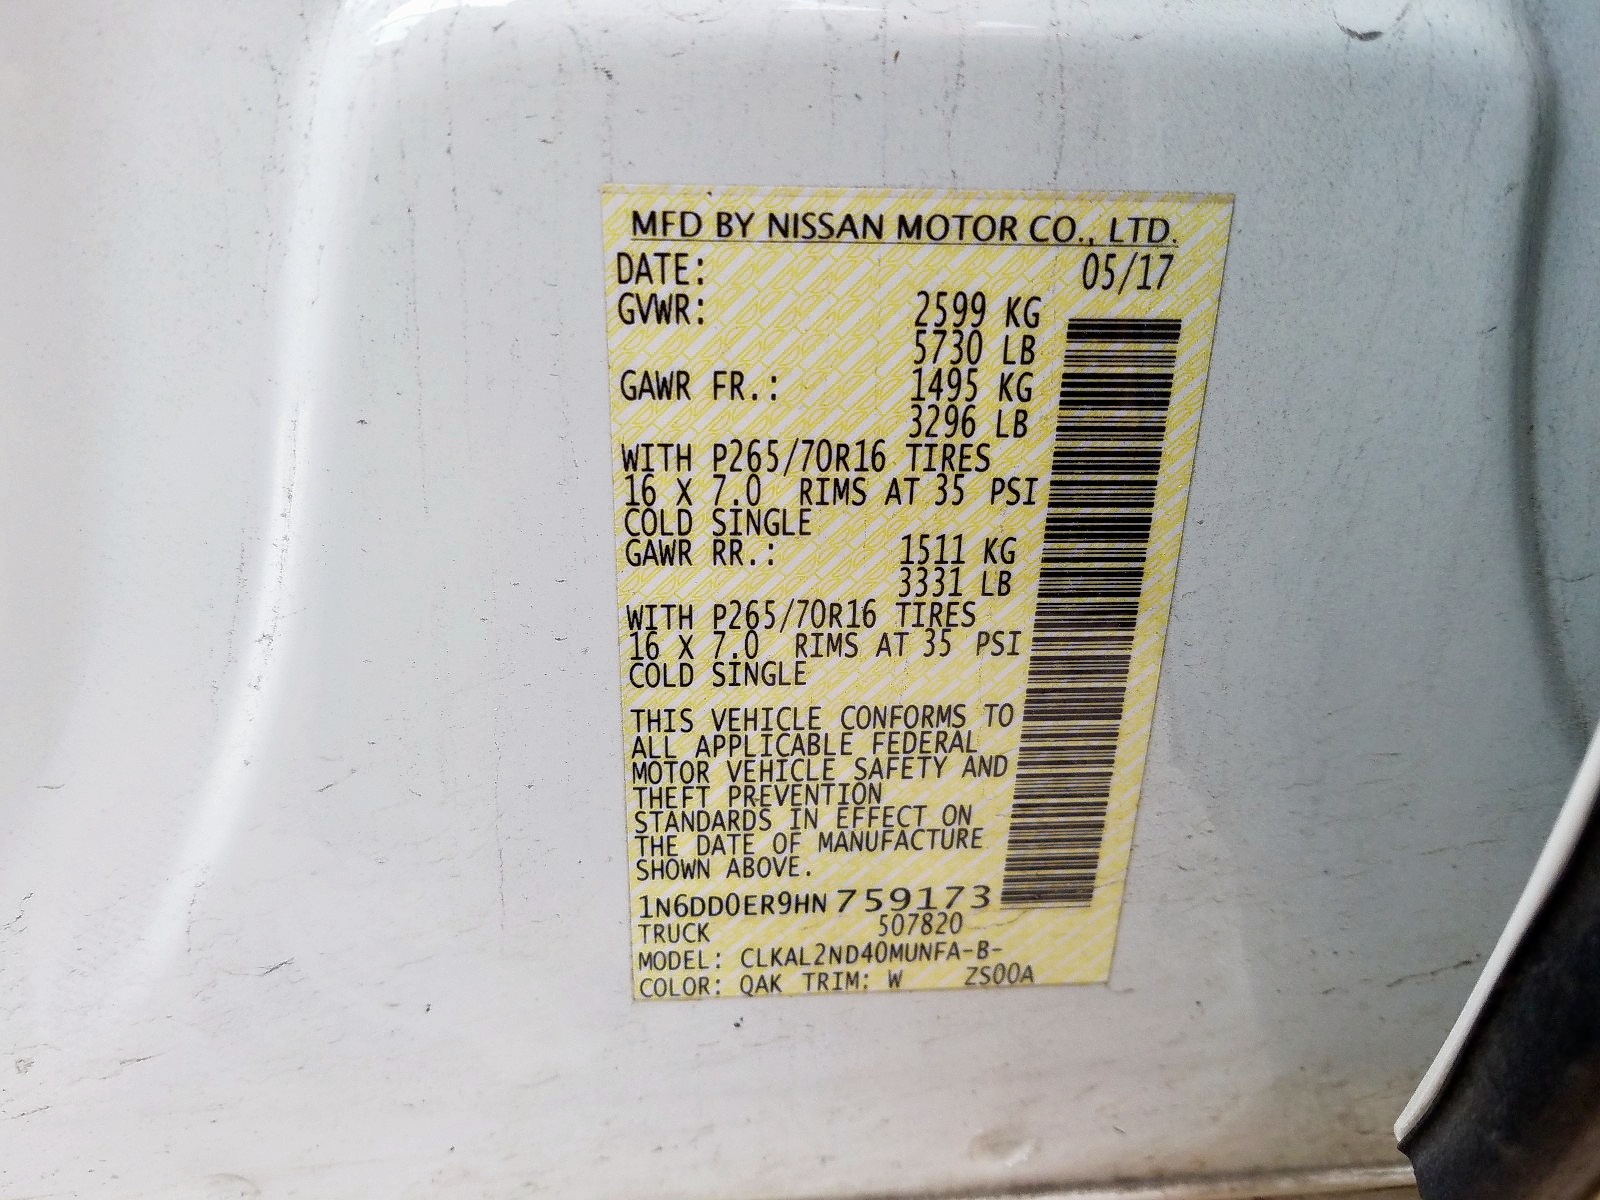 MFD BY NISSAN MOTOR CO., LTD.
DATE: 05/17
GVWR: 2599 KG
5730 LB
GAWR FR.: 1495 KG
3296 LB
WITH P265/70R16 TIRES
16 X 7.0 RIMS AT 35 PSI
COLD SINGLE
GAWR RR.: 1511 KG
3331 LB
WITH P265/70R16 TIRES
16 X 7.0 RIMS AT 35 PSI
COLD SINGLE
THIS VEHICLE CONFORMS TO
ALL APPLICABLE FEDERAL
MOTOR VEHICLE SAFETY AND
THEFT PREVENTION
STANDARDS IN EFFECT ON
THE DATE OF MANUFACTURE
SHOWN ABOVE.
1N6DD0ER9HN759173
TRUCK 507820
MODEL: CLKAL2ND40MUNFA-B-
COLOR: QAK TRIM: W ZS00A